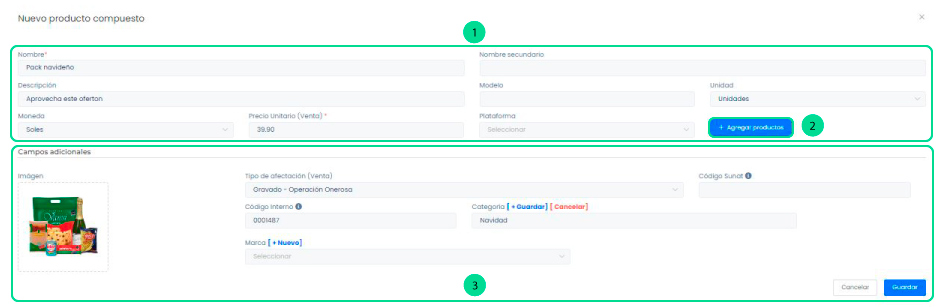 Nuevo producto compuesto
×
1
Nombre*
Nombre secundario
Pack navideño
Descripción
Modelo
Unidad
Aprovecha este oferton
Unidades
Moneda
Precio Unitario (Venta) *
Plataforma
Soles
39.90
Seleccionar
+ Agregar productos
2
Campos adicionales
Imágen
Tipo de afectación (Venta)
Código Sunat
Gravado - Operación Onerosa
Código Interno
Categoria [ + Guardar] [ Cancelar]
0001487
Navidad
Marca [ + Nuevo]
Seleccionar
3
Cancelar
Guardar